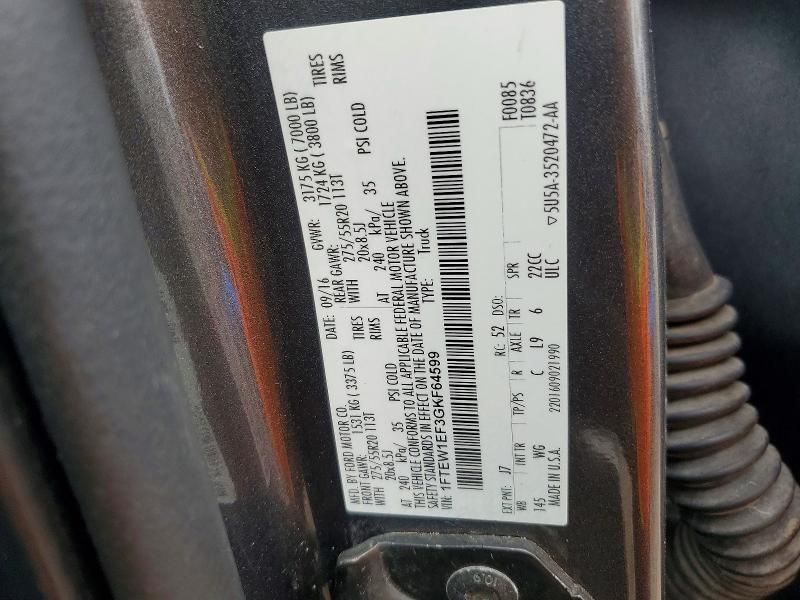 MFD. BY FORD MOTOR CO.
DATE: 09/16 GVWR: 3175 KG ( 7000 LB)
FRONT GAWR: 1531 KG ( 3375 LB) REAR GAWR: 1724 KG ( 3800 LB)
WITH 275/55R20 113T TIRES WITH 275/55R20 113T TIRES
20x8.5J RIMS 20x8.5J RIMS
AT 240 kPa/ 35 PSI COLD AT 240 kPa/ 35 PSI COLD
THIS VEHICLE CONFORMS TO ALL APPLICABLE FEDERAL MOTOR VEHICLE
SAFETY STANDARDS IN EFFECT ON THE DATE OF MANUFACTURE SHOWN ABOVE.
VIN: 1FTEW1EF3GKF64599 TYPE: Truck
F0085
T0836
EXT PNT: J7 RC: 52 DSO:
WB INT TR TP/PS R AXLE TR SPR
145 WG C L9 6 22CC
MADE IN U.S.A. 2201609021990 ULC
▽5U5A-3520472-AA
10.9